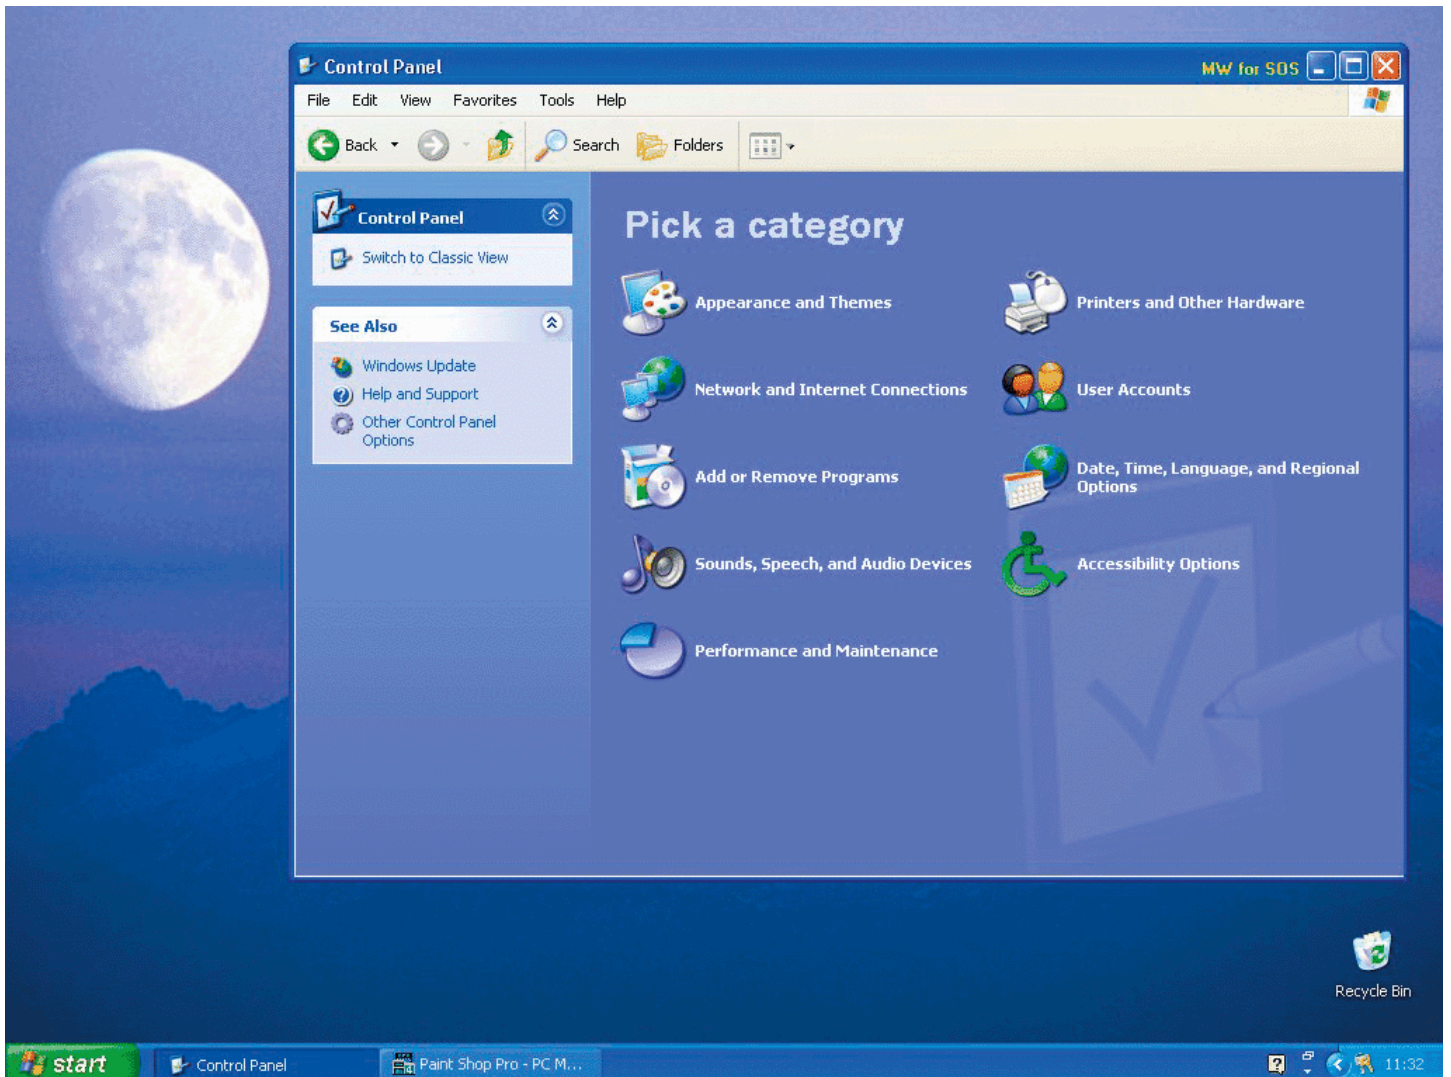 Control Panel
MW for SOS
File Edit View Favorites Tools Help
Back Search Folders
Control Panel
Switch to Classic View
See Also
Windows Update
Help and Support
Other Control Panel
Options
Pick a category
Appearance and Themes
Printers and Other Hardware
Network and Internet Connections
User Accounts
Add or Remove Programs
Date, Time, Language, and Regional
Options
Sounds, Speech, and Audio Devices
Accessibility Options
Performance and Maintenance
Recycle Bin
start
Control Panel
Paint Shop Pro - PC M...
11:32